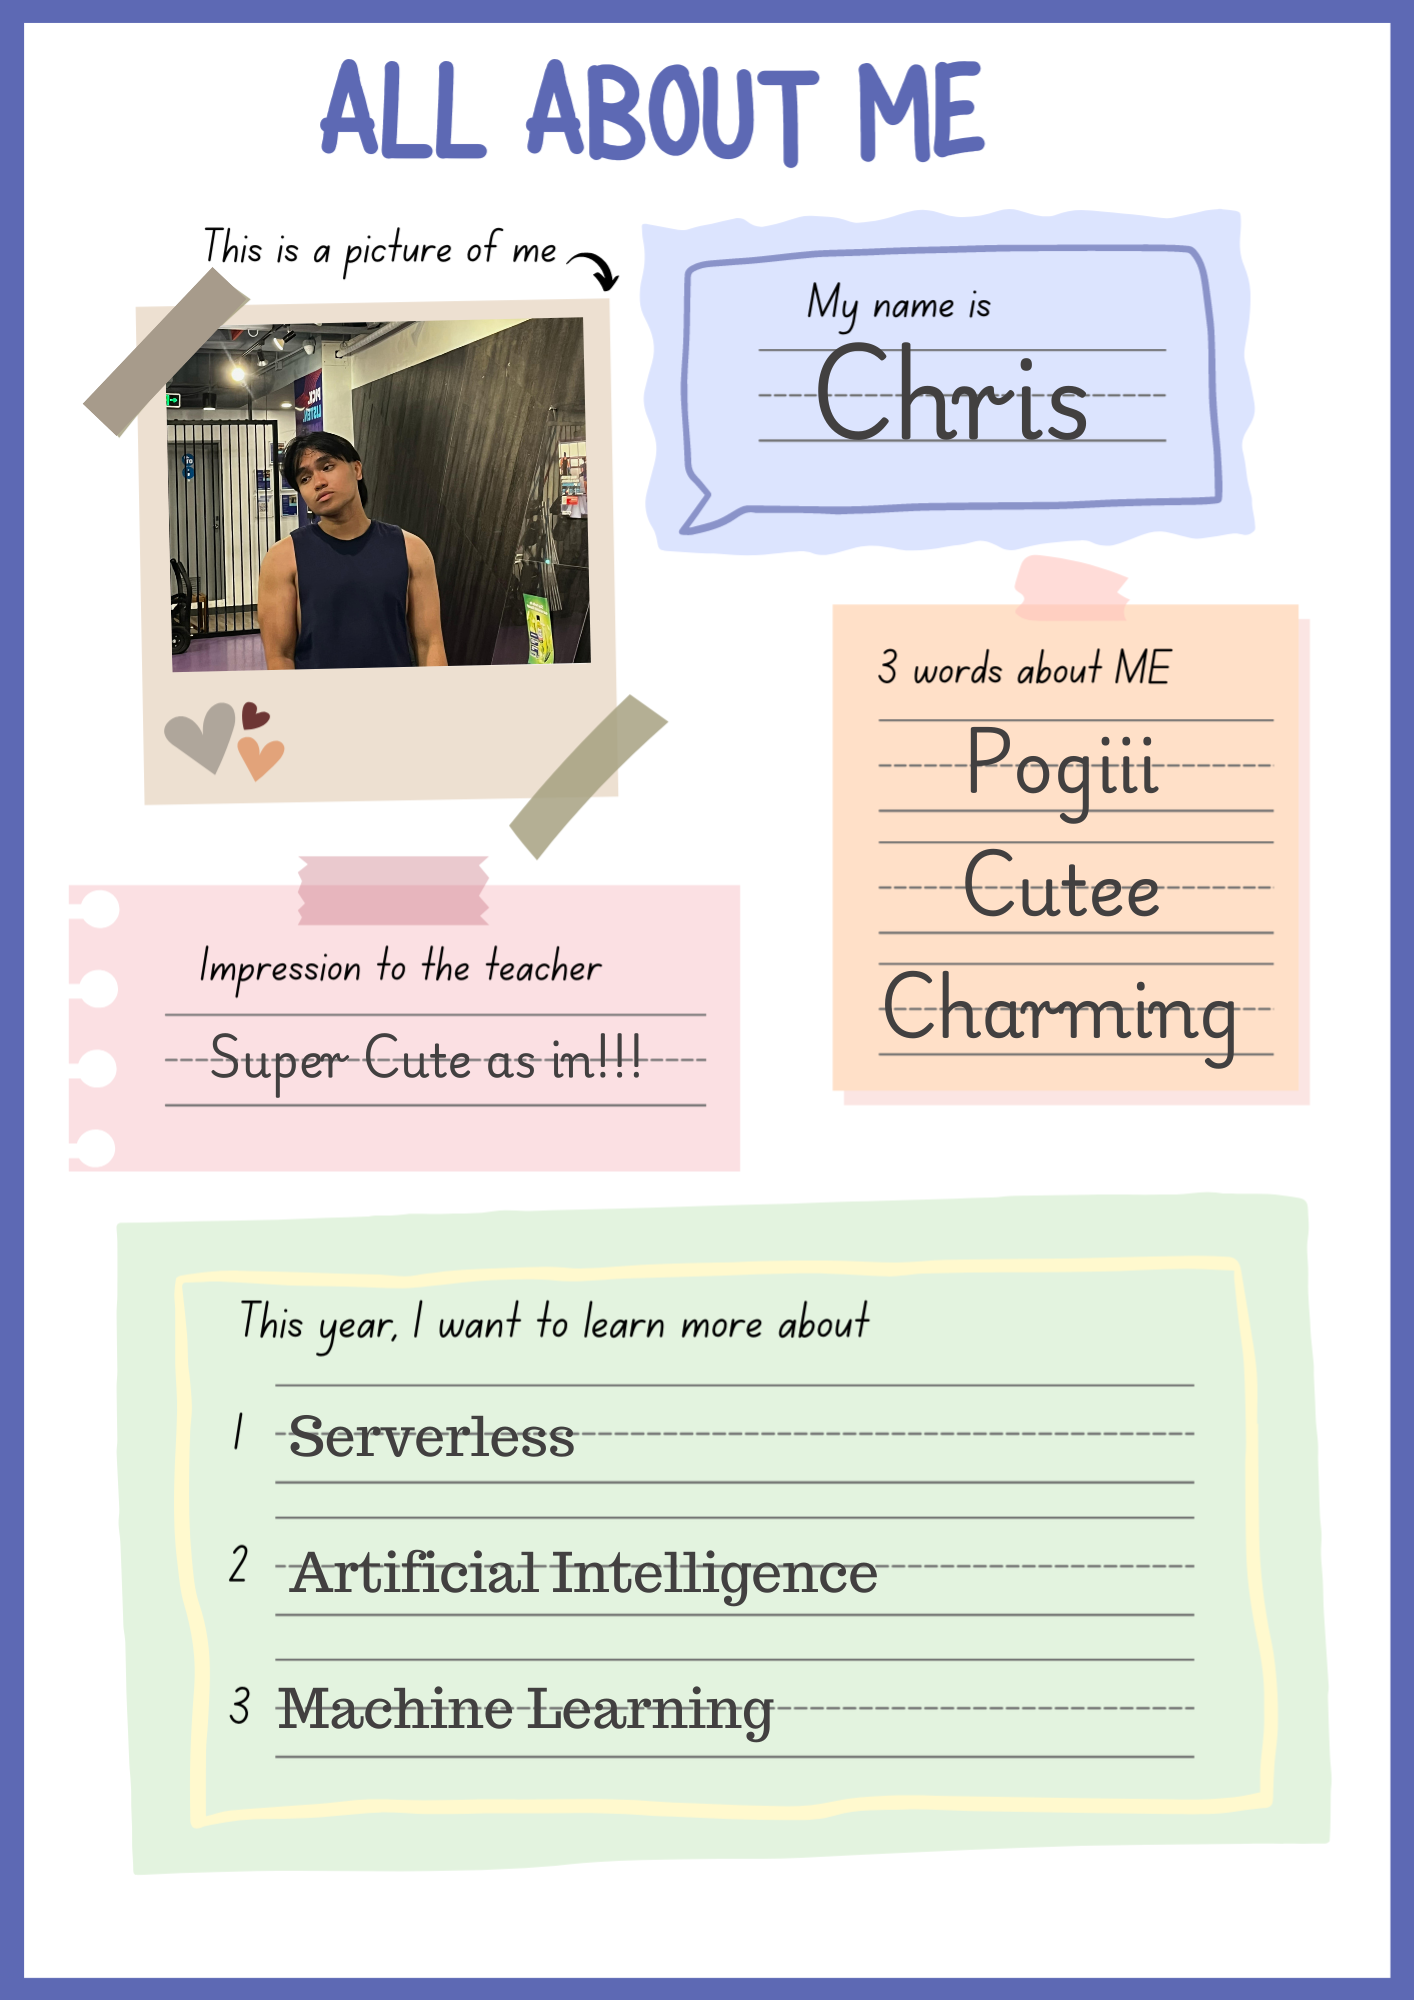 ALL ABOUT ME
This is a picture of me
My name is
Chris
3 words about ME
Pogiii
Cutee
Charming
Impression to the teacher
Super Cute as in!!!
This year, I want to learn more about
1 Serverless
2 Artificial Intelligence
3 Machine Learning